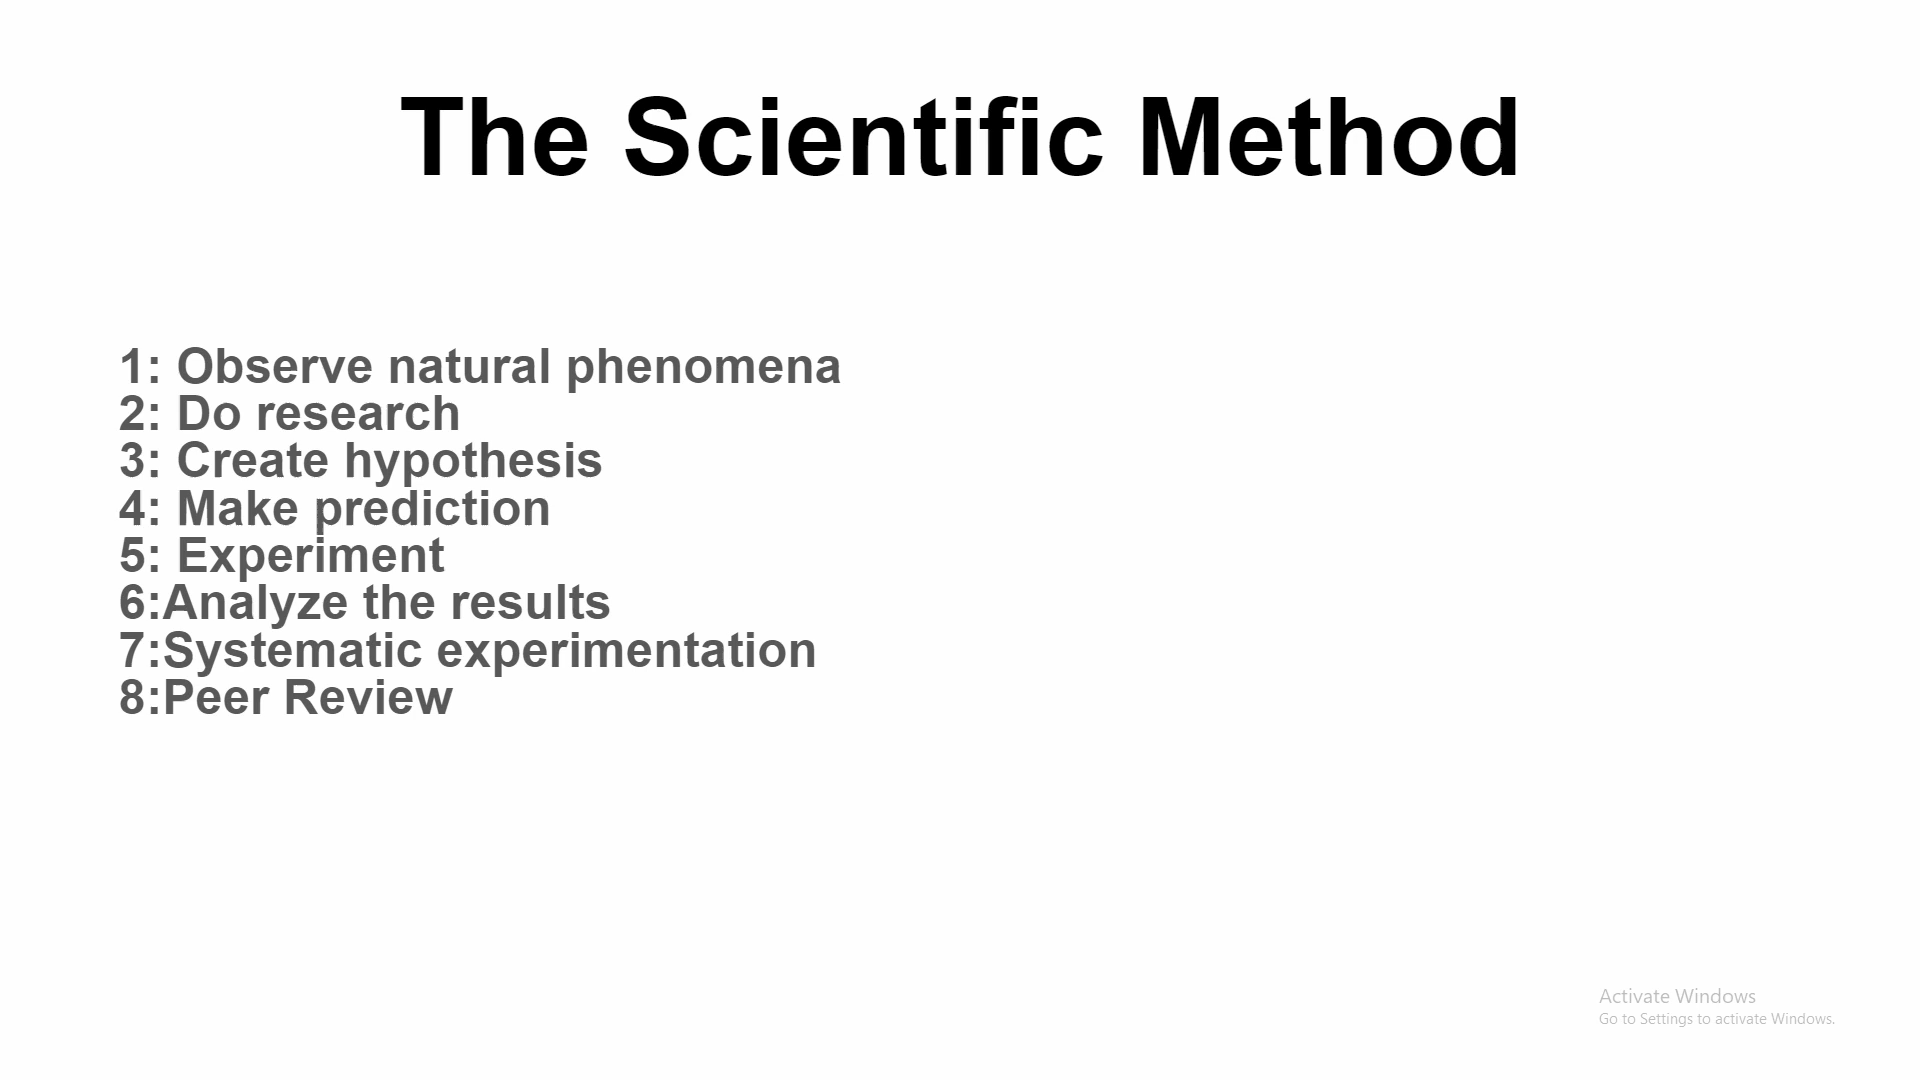 The Scientific Method
1: Observe natural phenomena
2: Do research
3: Create hypothesis
4: Make prediction
5: Experiment
6:Analyze the results
7:Systematic experimentation
8:Peer Review
Activate Windows
Go to Settings to activate Windows.